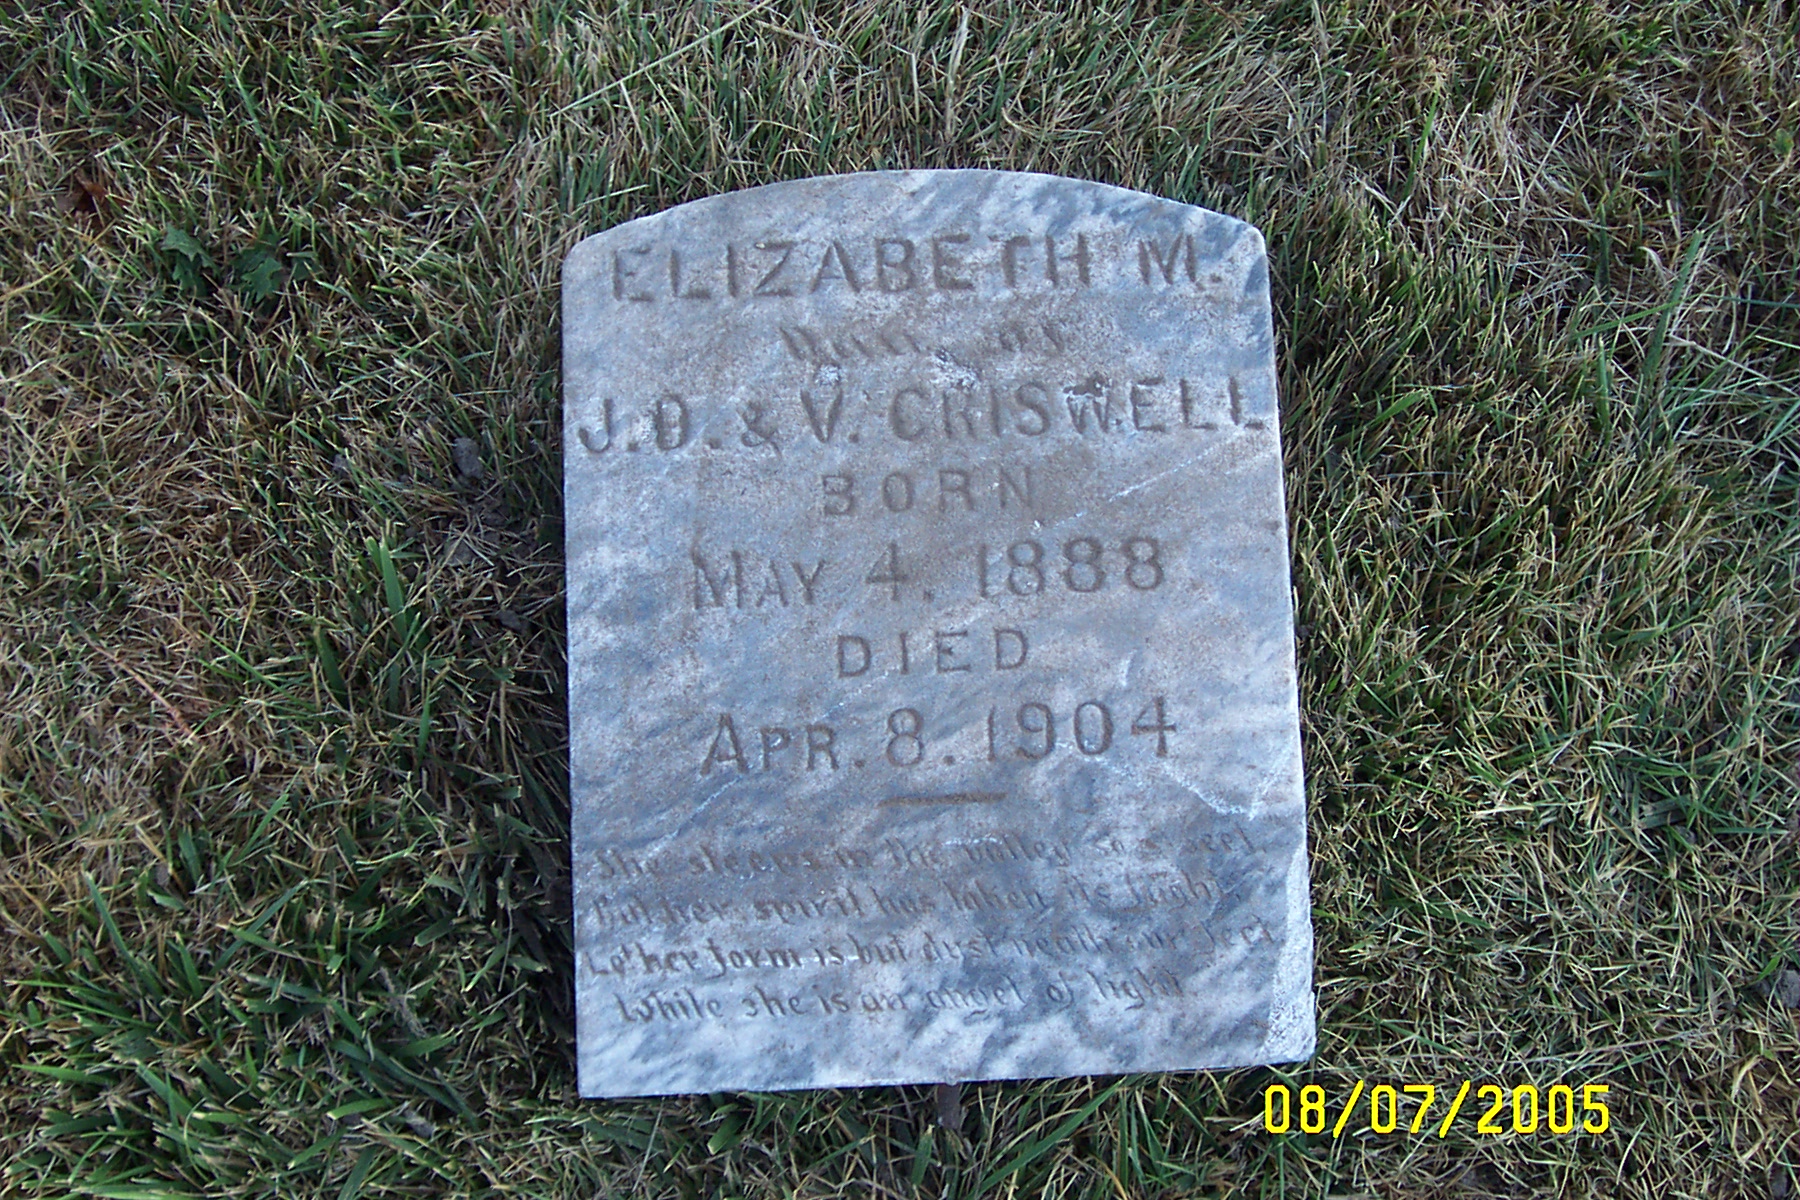 ELIZABETH M.
Dau. of
J.D. & V. CRISWELL
BORN
MAY 4. 1888
DIED
APR. 8. 1904
She sleeps in the valley so sweet
But her spirit has taken its flight
Lo! her form is but dust neath our feet
While she is an angel of light
08/07/2005